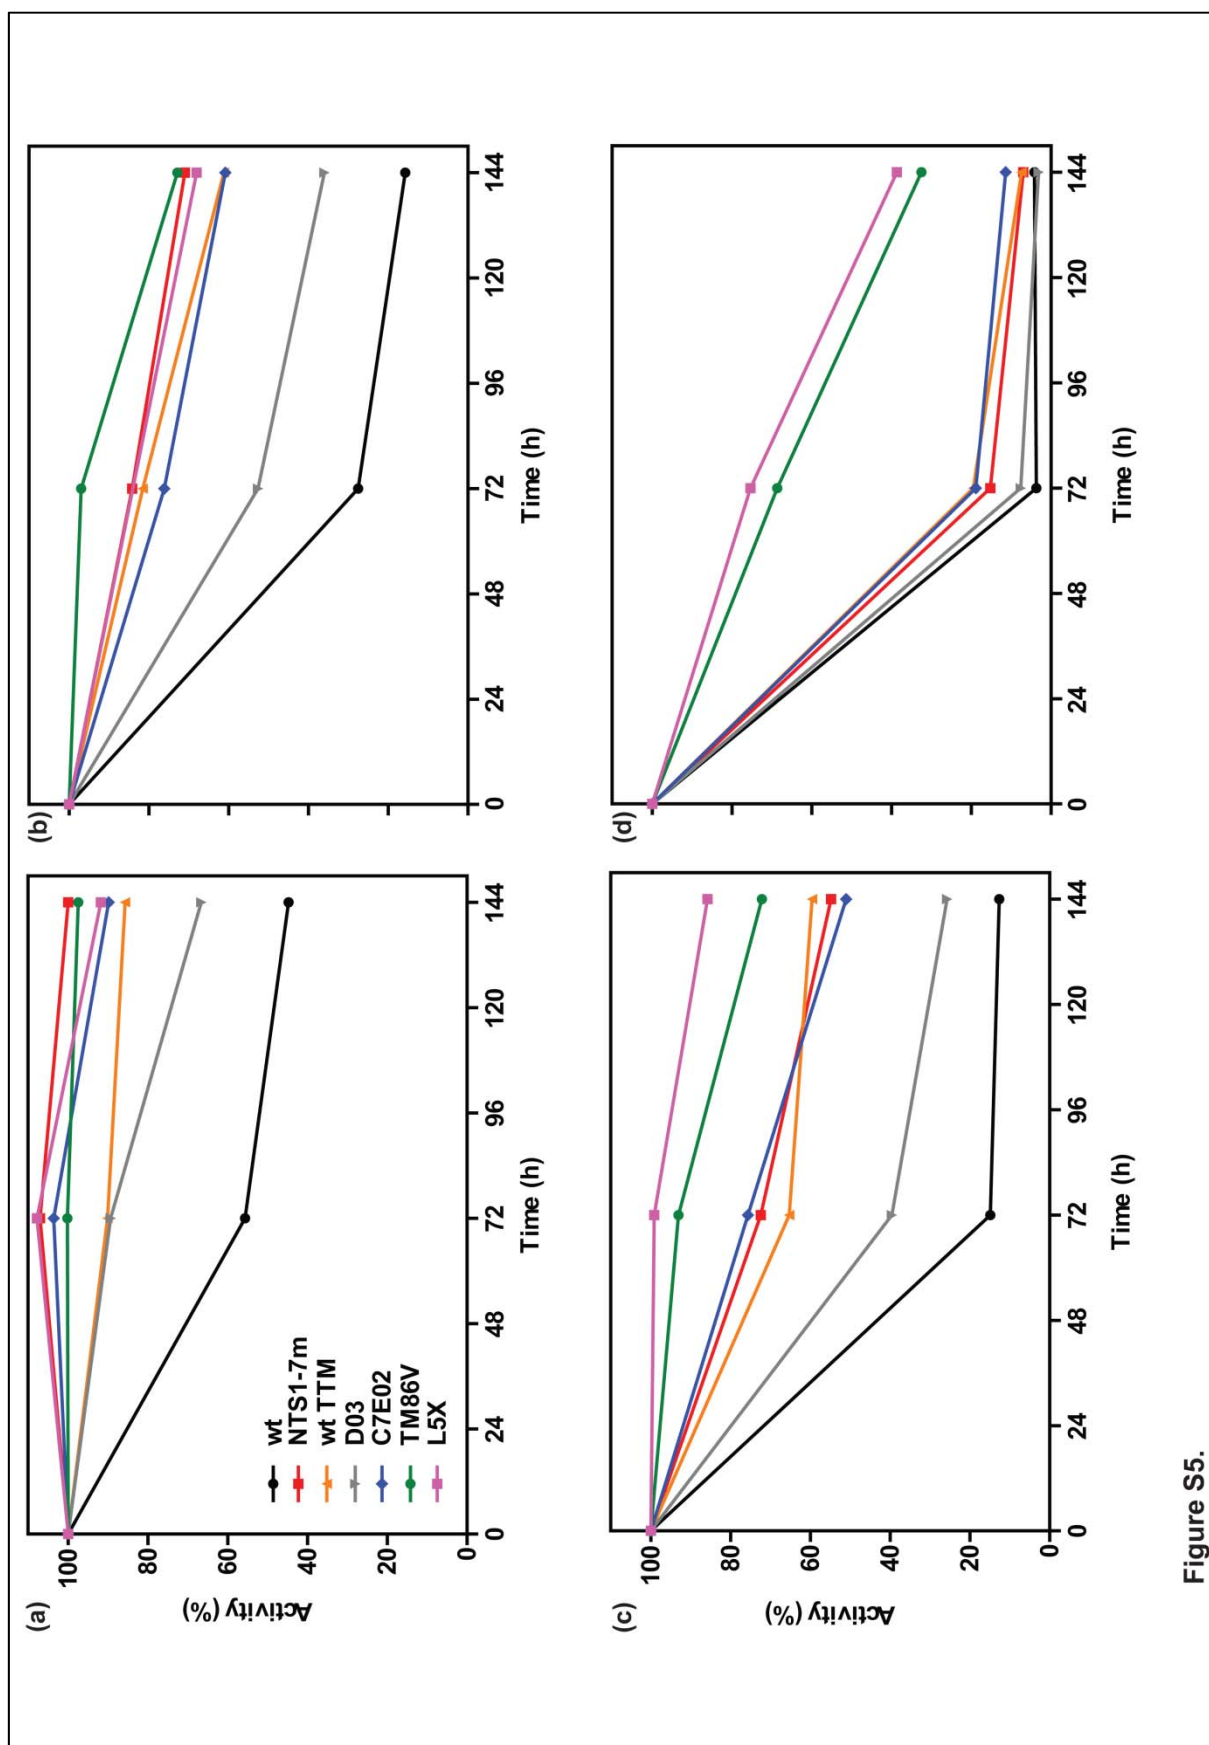 (a)
Activity (%)
100
80
60
40
20
0
wt
NTS1-7m
wt TTM
D03
C7E02
TM86V
L5X
0 24 48 72 96 120 144
Time (h)
(b)
0 24 48 72 96 120 144
Time (h)
(c)
Activity (%)
100
80
60
40
20
0
0 24 48 72 96 120 144
Time (h)
(d)
0 24 48 72 96 120 144
Time (h)
Figure S5.